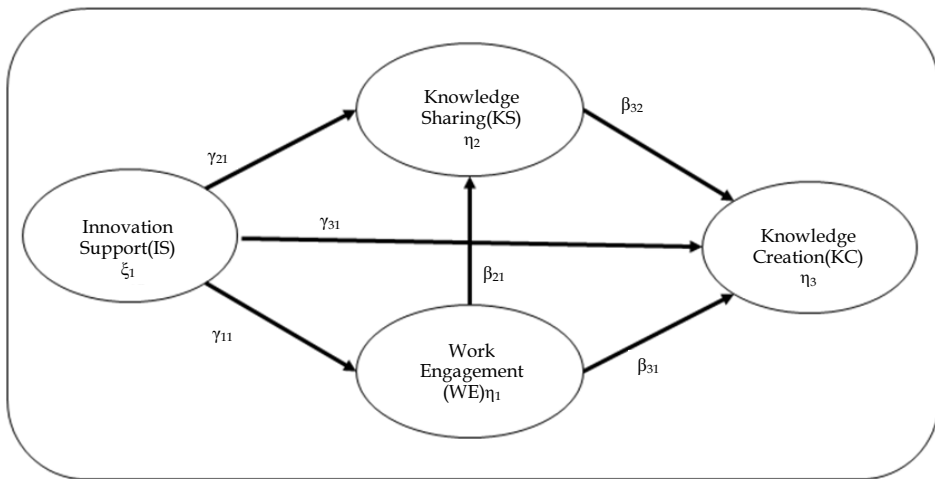 Knowledge
Sharing(KS)
η₂
β₃₂
γ₂₁
Innovation
Support(IS)
ξ₁
γ₃₁
Knowledge
Creation(KC)
η₃
β₂₁
γ₁₁
Work
Engagement
(WE)η₁
β₃₁